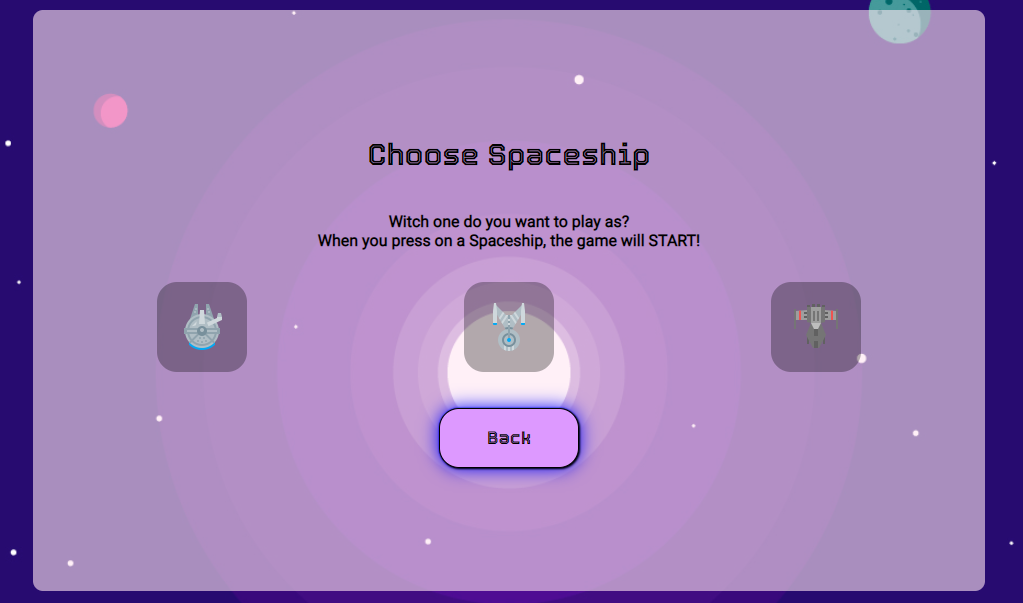 Choose Spaceship
Witch one do you want to play as?
When you press on a Spaceship, the game will START!
Back